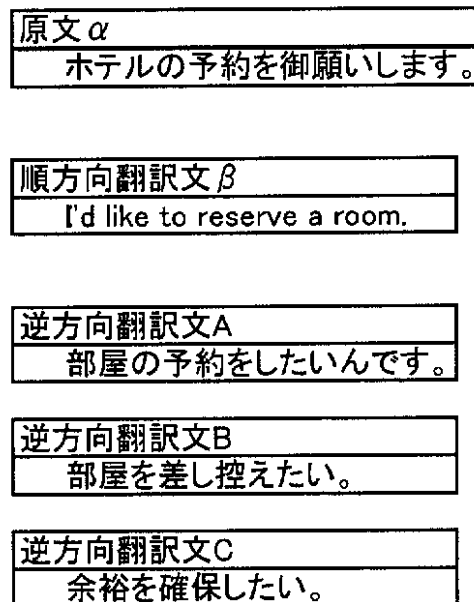 原文α
ホテルの予約を御願いします。
順方向翻訳文β
I'd like to reserve a room.
逆方向翻訳文A
部屋の予約をしたいんです。
逆方向翻訳文B
部屋を差し控えたい。
逆方向翻訳文C
余裕を確保したい。